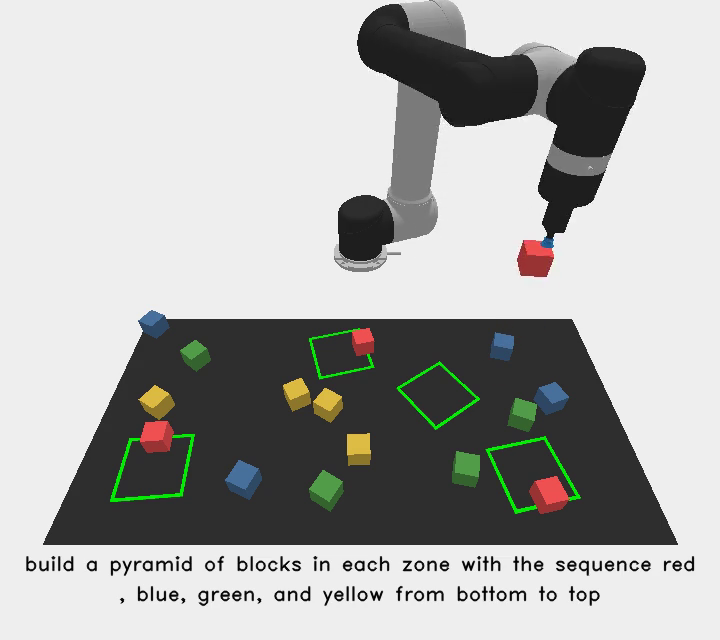 build a pyramid of blocks in each zone with the sequence red
, blue, green, and yellow from bottom to top